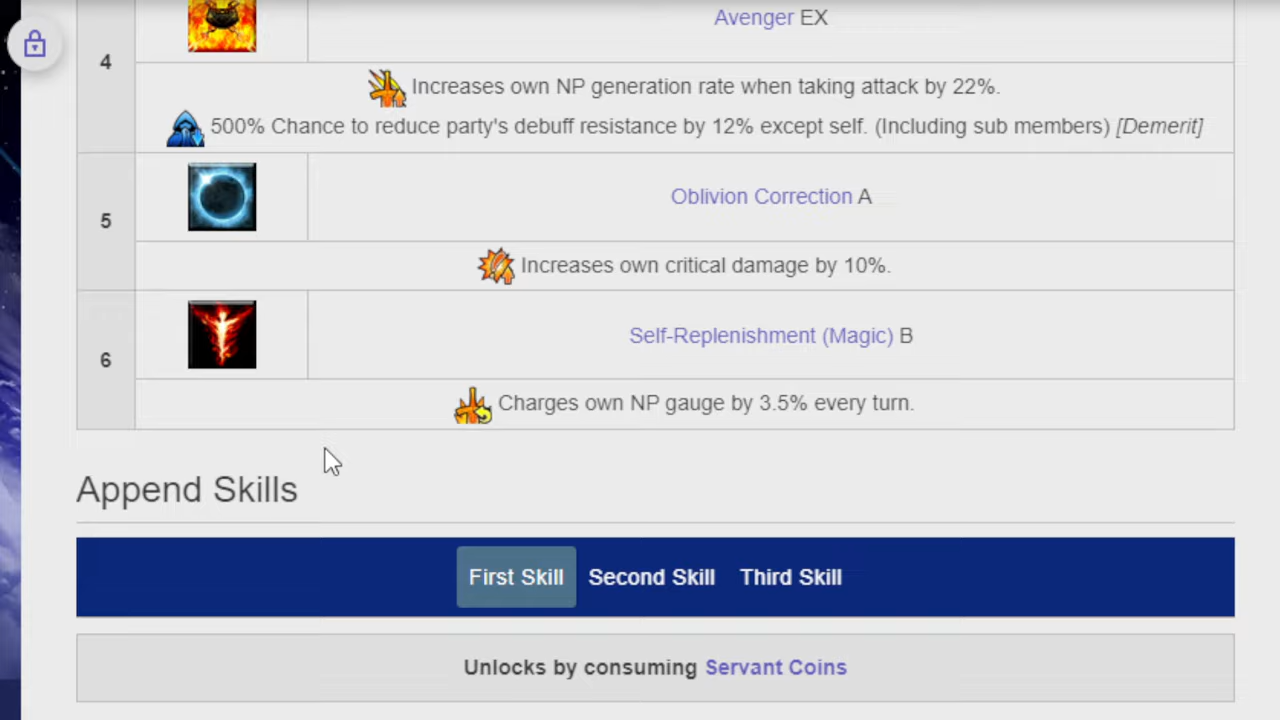 Avenger EX
4
Increases own NP generation rate when taking attack by 22%.
500% Chance to reduce party's debuff resistance by 12% except self. (Including sub members) [Demerit]
5
Oblivion Correction A
Increases own critical damage by 10%.
6
Self-Replenishment (Magic) B
Charges own NP gauge by 3.5% every turn.
Append Skills
First Skill Second Skill Third Skill
Unlocks by consuming Servant Coins